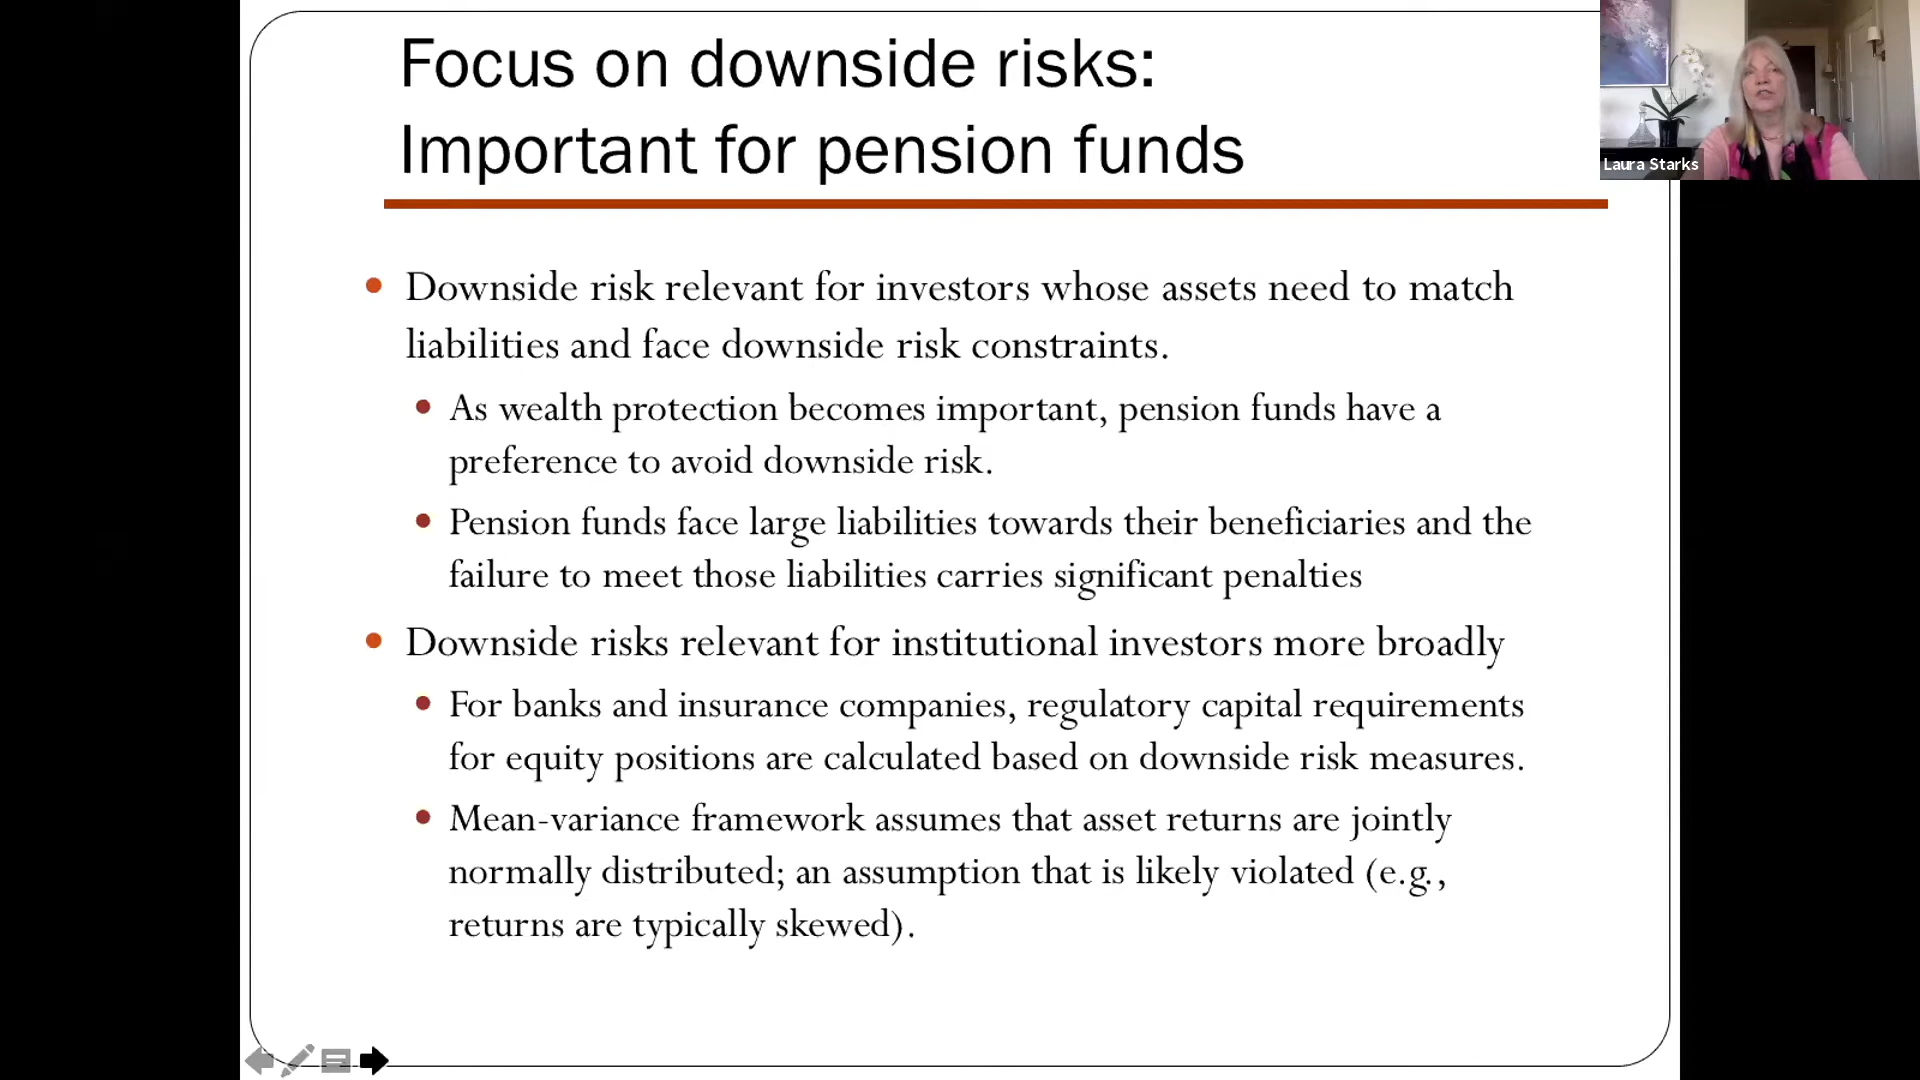 Focus on downside risks:
Important for pension funds
Laura Starks
Downside risk relevant for investors whose assets need to match
liabilities and face downside risk constraints.
As wealth protection becomes important, pension funds have a
preference to avoid downside risk.
Pension funds face large liabilities towards their beneficiaries and the
failure to meet those liabilities carries significant penalties
Downside risks relevant for institutional investors more broadly
For banks and insurance companies, regulatory capital requirements
for equity positions are calculated based on downside risk measures.
Mean-variance framework assumes that asset returns are jointly
normally distributed; an assumption that is likely violated (e.g.,
returns are typically skewed).